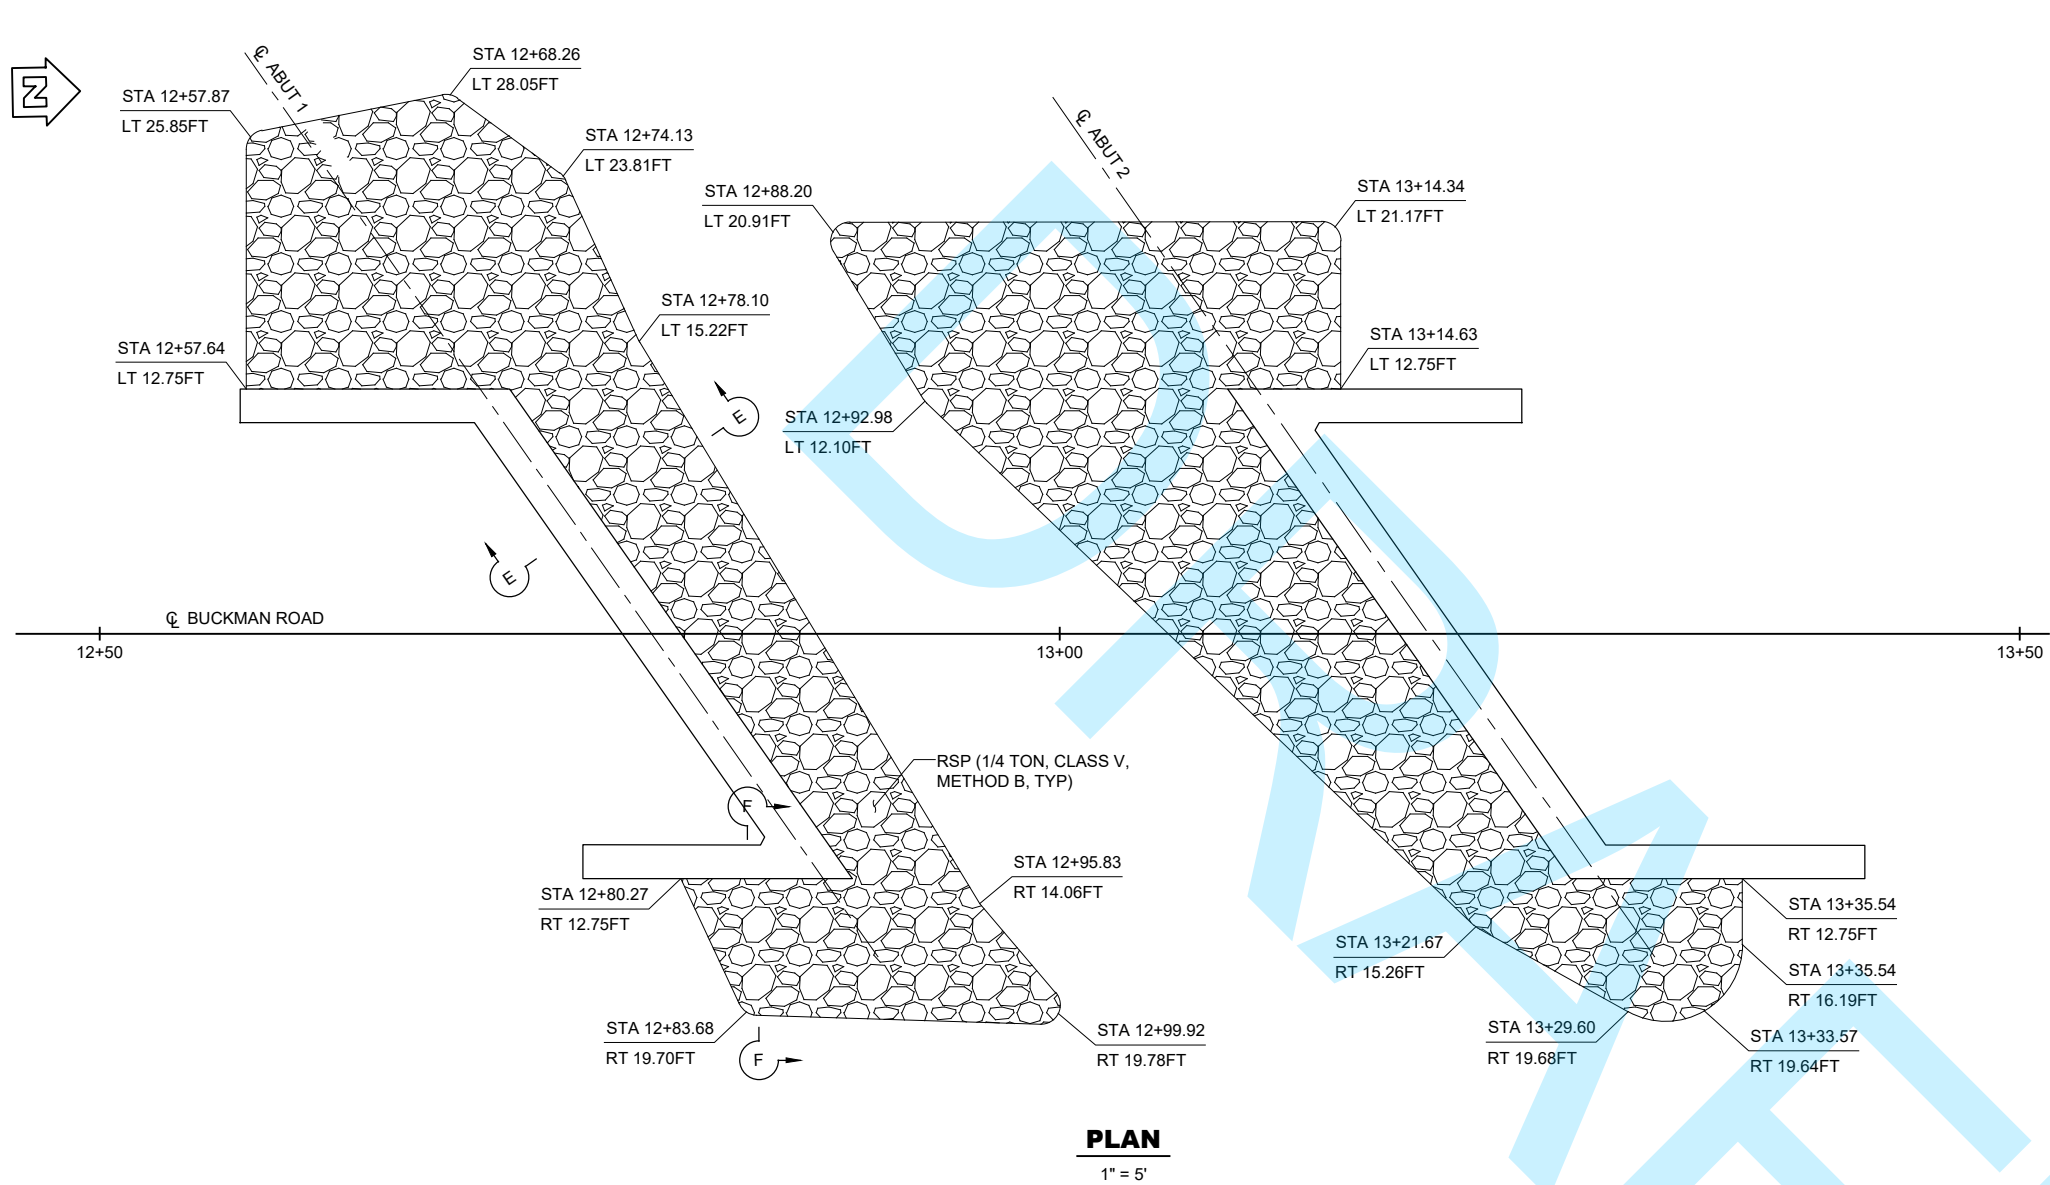 N
℄ ABUT 1
STA 12+68.26
LT 28.05FT
STA 12+57.87
LT 25.85FT
STA 12+74.13
LT 23.81FT
℄ ABUT 2
STA 12+88.20
LT 20.91FT
STA 13+14.34
LT 21.17FT
STA 12+78.10
LT 15.22FT
STA 12+57.64
LT 12.75FT
STA 13+14.63
LT 12.75FT
E
STA 12+92.98
LT 12.10FT
E
℄ BUCKMAN ROAD
12+50
13+00
13+50
RSP (1/4 TON, CLASS V,
METHOD B, TYP)
F
STA 12+95.83
RT 14.06FT
STA 12+80.27
RT 12.75FT
STA 13+35.54
RT 12.75FT
STA 13+21.67
RT 15.26FT
STA 13+35.54
RT 16.19FT
STA 12+83.68
RT 19.70FT
F
STA 12+99.92
RT 19.78FT
STA 13+29.60
RT 19.68FT
STA 13+33.57
RT 19.64FT
PLAN
1" = 5'
DRAFT